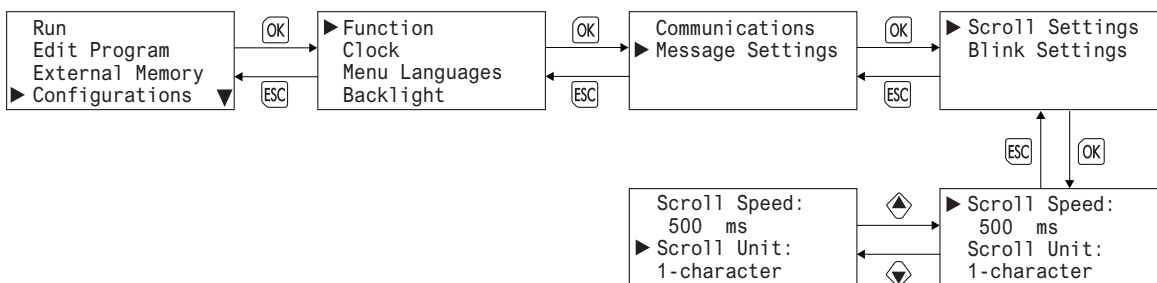 Run
Edit Program
External Memory
Configurations
OK
ESC
Function
Clock
Menu Languages
Backlight
OK
ESC
Communications
Message Settings
OK
ESC
Scroll Settings
Blink Settings
ESC
OK
Scroll Speed:
500 ms
Scroll Unit:
1-character
Scroll Speed:
500 ms
Scroll Unit:
1-character